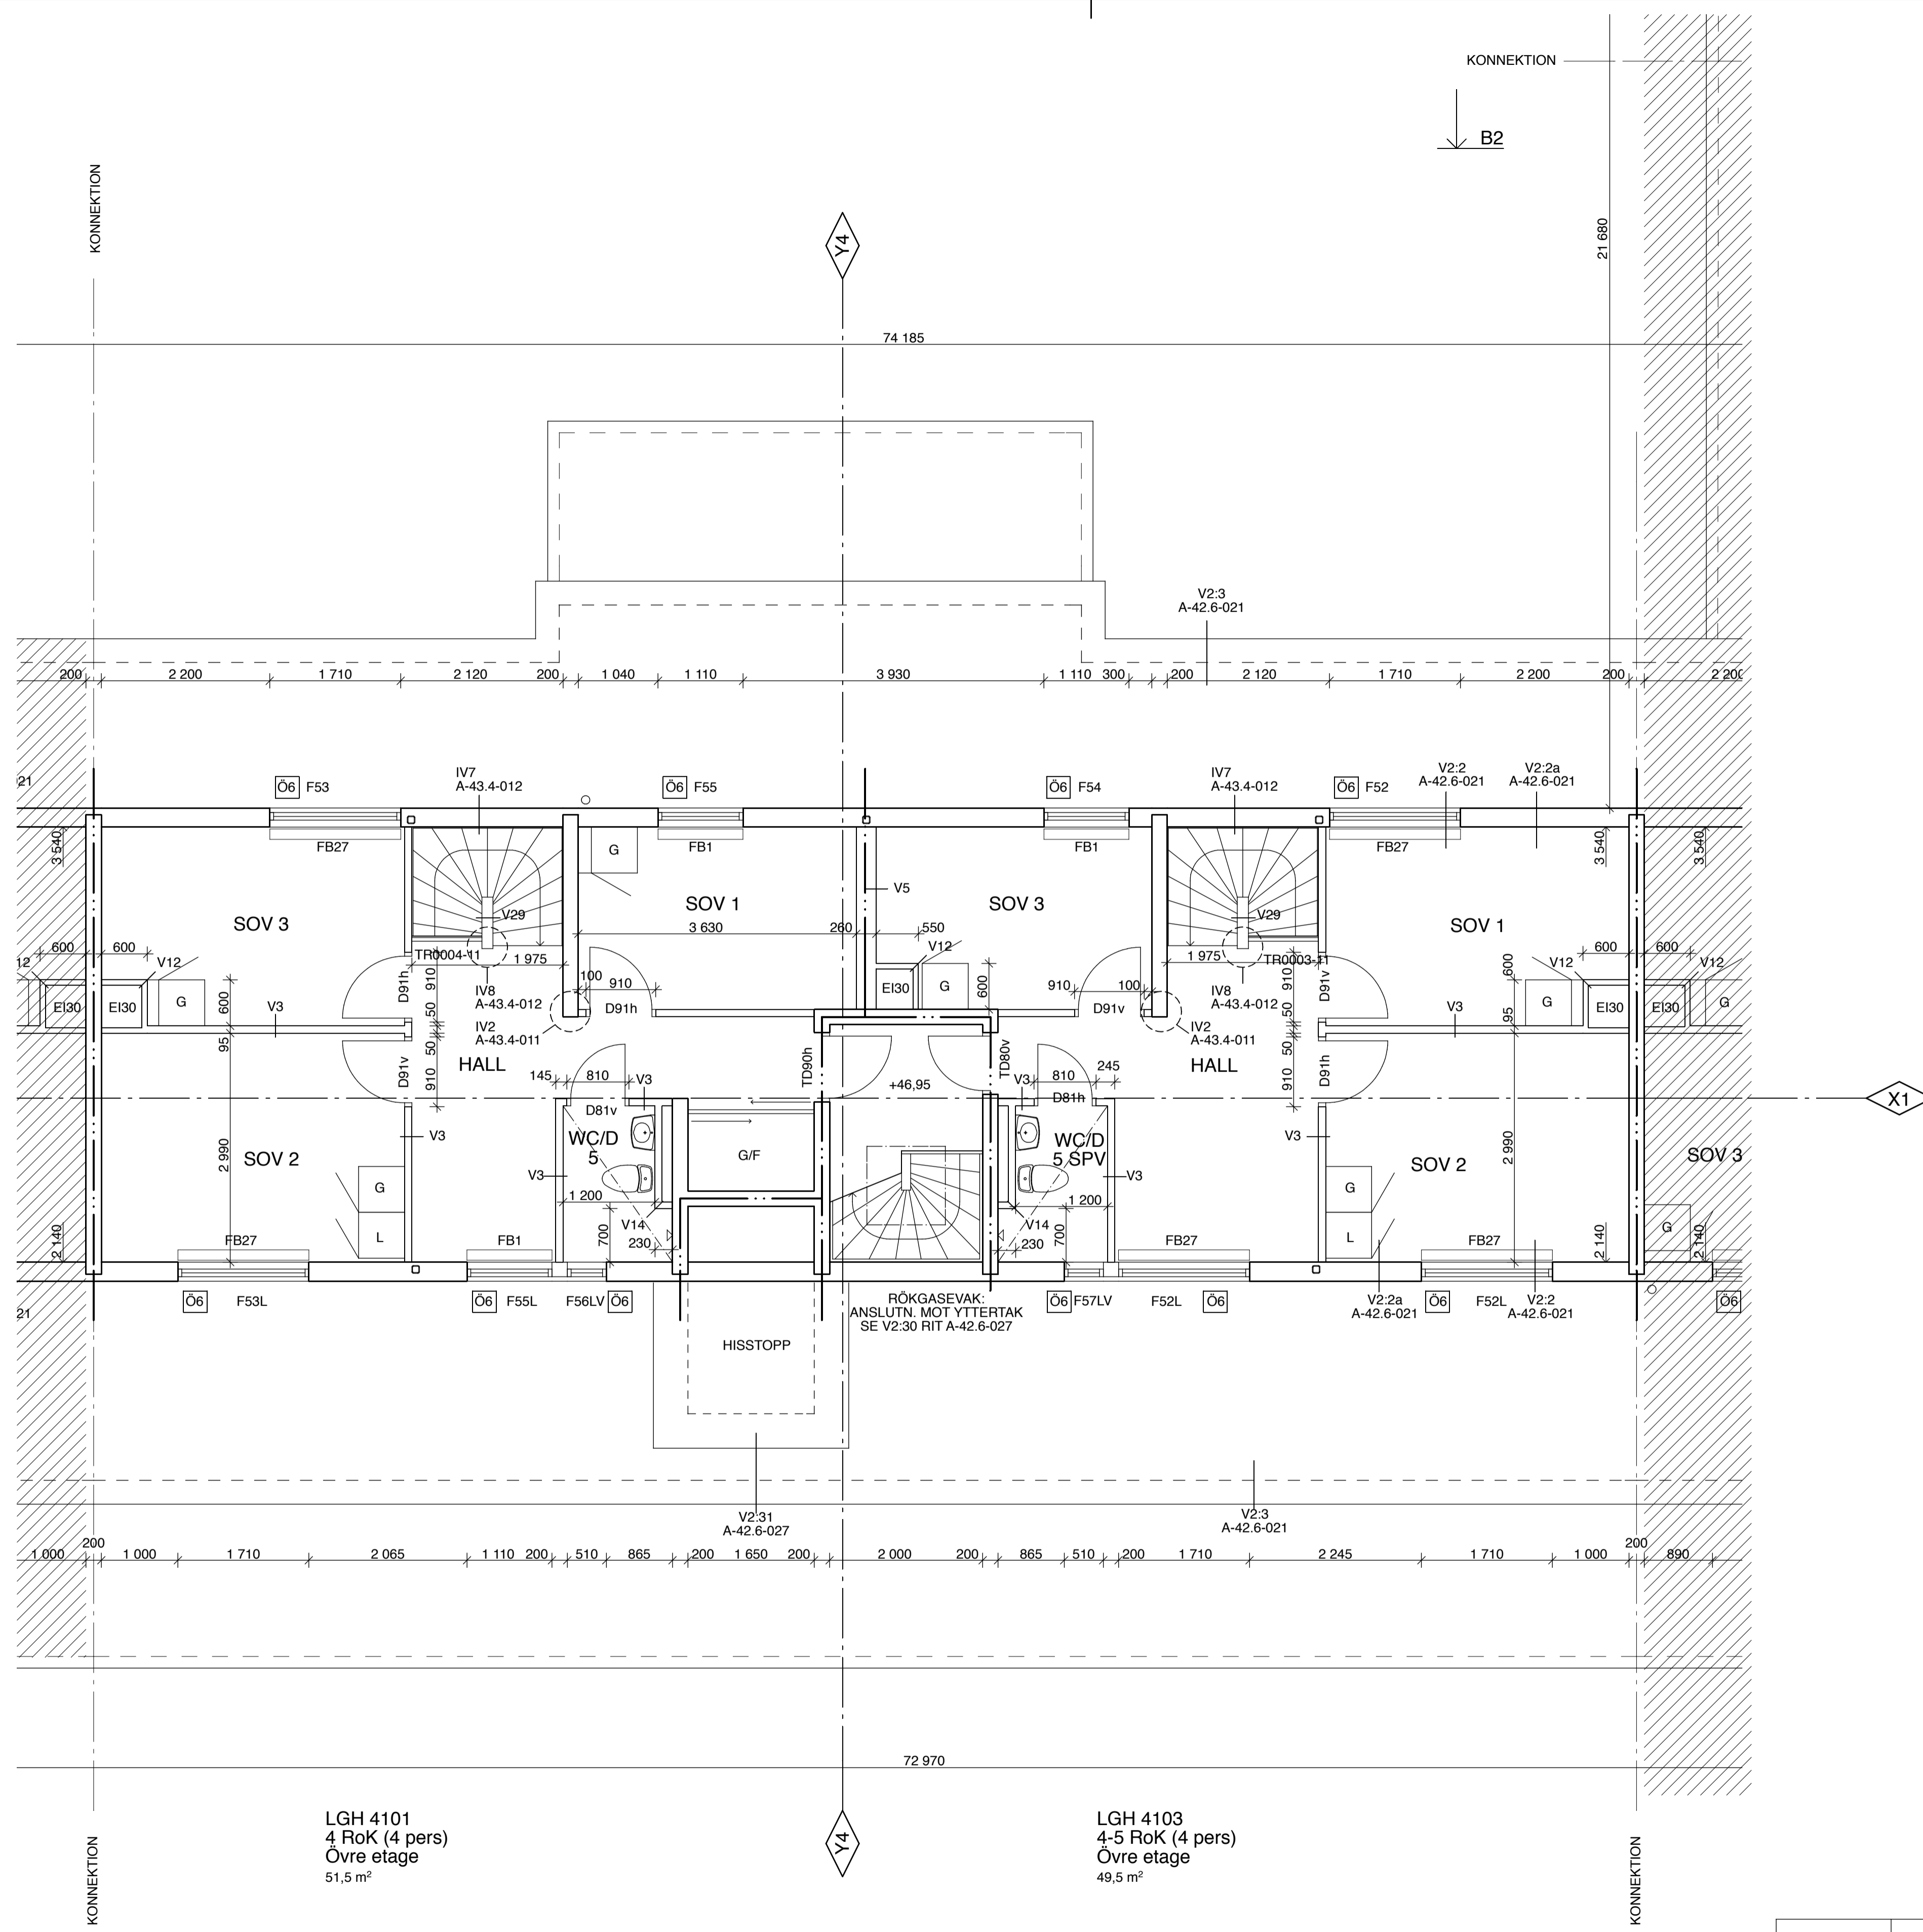 KONNEKTION
B2
KONNEKTION
Y4
21 680
74 185
V2:3
A-42.6-021
200 2 200 1 710 2 120 200 1 040 1 110 3 930 1 110 300 200 2 120 1 710 2 200 200 2 200
21
Ö6 F53
IV7
A-43.4-012
Ö6 F55
Ö6 F54
IV7
A-43.4-012
Ö6 F52
V2:2
A-42.6-021
V2:2a
A-42.6-021
3 540
FB27
G
FB1
FB1
FB27
3 540
3 540
SOV 3
V29
SOV 1
V5
SOV 3
V29
SOV 1
3 630 260 550
600 600
TR0004-11
1 975
V12
1 975
TR0003-11
600 600
12
V12
V12
V12
EI30
EI30
G
600
V3
D91h
910
50
IV8
A-43.4-012
100
910
D91h
EI30
G
600
910
100
D91v
IV8
A-43.4-012
910
50
D91v
V3
600
95
G
EI30
EI30
G
IV2
A-43.4-011
IV2
A-43.4-011
95
D91v
50
910
HALL
145 810 V3
D81v
TD90h
+46,95
TD80v
V3 810 245
D81h
HALL
50
910
D91h
X1
2 990
SOV 2
V3
V3
WC/D
5
G/F
WC/D
5 SPV
V3
V3
SOV 2
2 990
SOV 3
G
L
1 200
V14
230
700
1 200
V14
230
700
G
L
G
2 140
FB27
FB1
FB27
FB27
2 140
2 140
21
Ö6 F53L
Ö6 F55L
F56LV Ö6
RÖKGASEVAK:
ANSLUTN. MOT YTTERTAK
SE V2:30 RIT A-42.6-027
Ö6 F57LV
F52L Ö6
V2:2a
A-42.6-021
Ö6 F52L
V2:2
A-42.6-021
Ö6
HISSTOPP
V2:31
A-42.6-027
V2:3
A-42.6-021
1 000 200 1 000 1 710 2 065 1 110 200 510 865 200 1 650 200 2 000 200 865 510 200 1 710 2 245 1 710 1 000 200 890
72 970
LGH 4101
4 RoK (4 pers)
Övre etage
51,5 m²
Y4
LGH 4103
4-5 RoK (4 pers)
Övre etage
49,5 m²
KONNEKTION
KONNEKTION